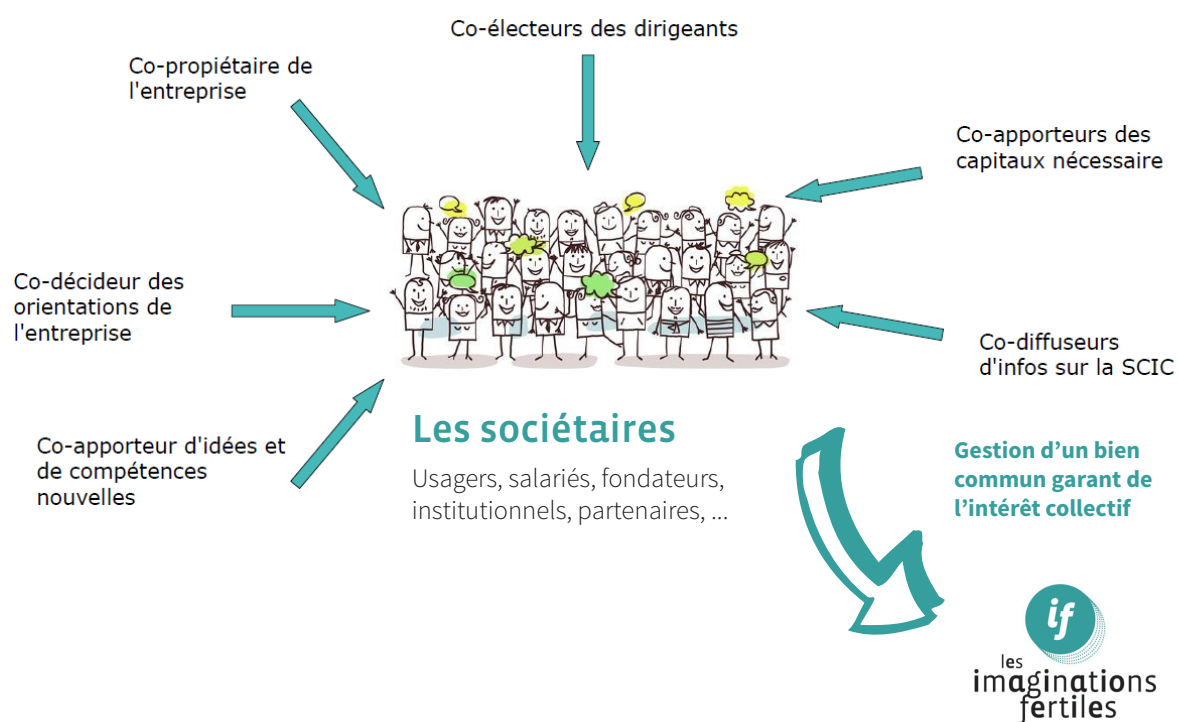 Co-électeurs des dirigeants
Co-propiétaire de
l'entreprise
Co-apporteurs des
capitaux nécessaire
Co-décideur des
orientations de
l'entreprise
Co-diffuseurs
d'infos sur la SCIC
Co-apporteur d'idées et
de compétences
nouvelles
Les sociétaires
Usagers, salariés, fondateurs,
institutionnels, partenaires, ...
Gestion d’un bien
commun garant de
l’intérêt collectif
if
les
imaginations
fertiles